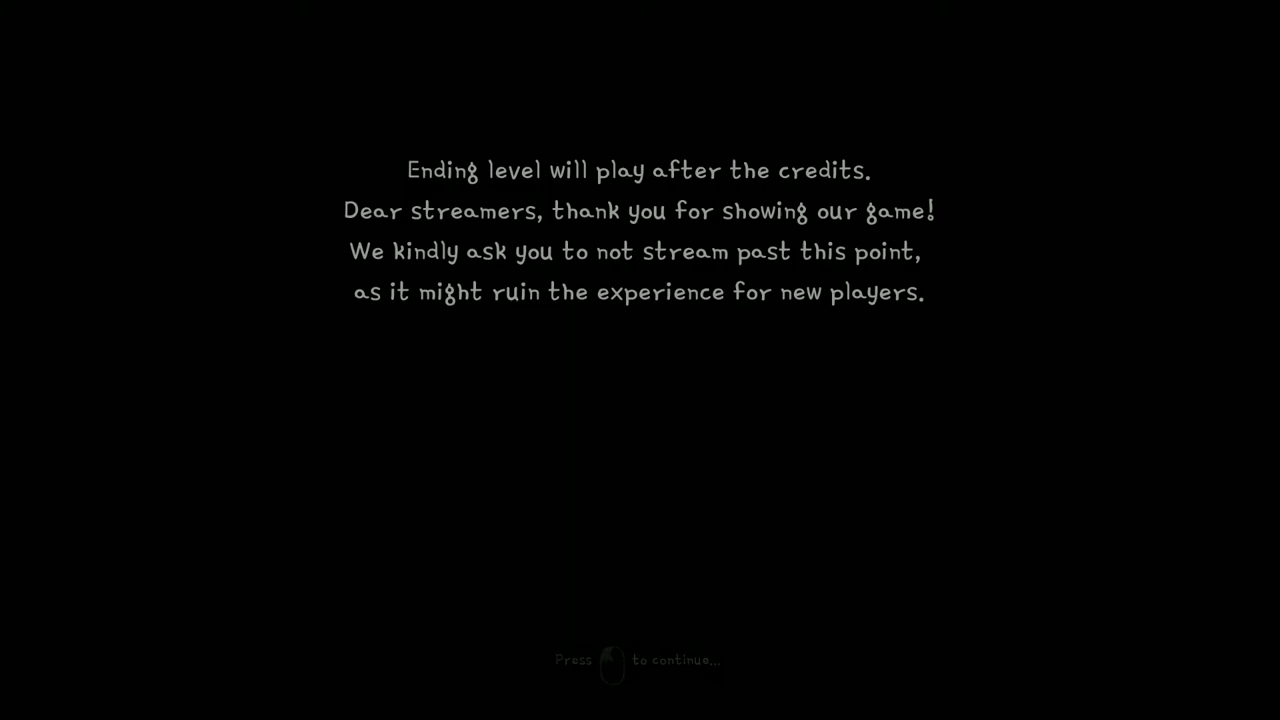 Ending level will play after the credits.
Dear streamers, thank you for showing our game!
We kindly ask you to not stream past this point,
as it might ruin the experience for new players.
Press to continue...